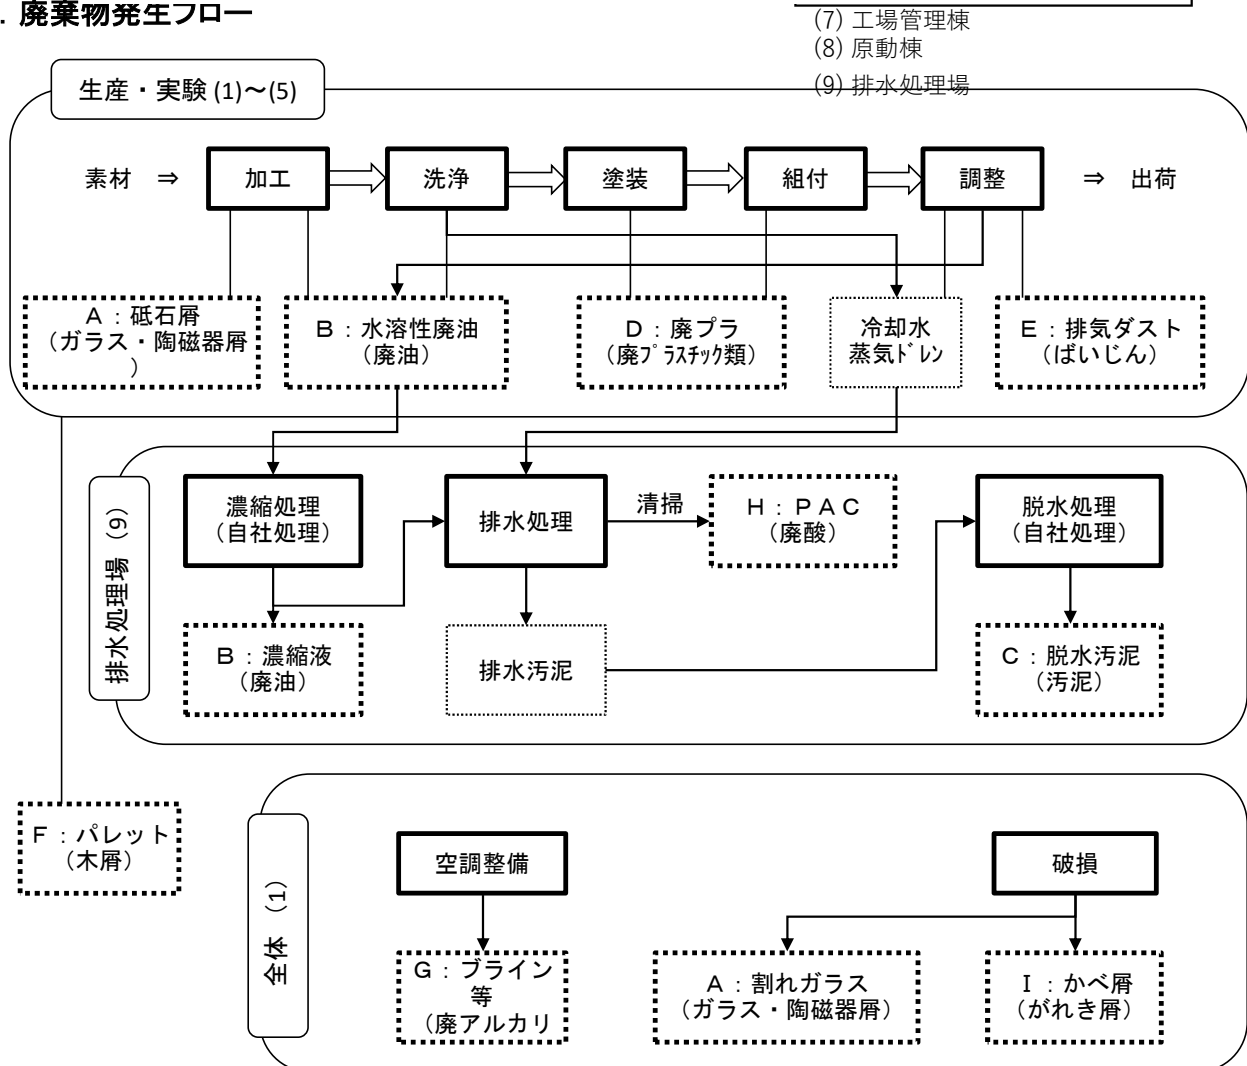 . 廃棄物発生フロー
(7) 工場管理棟
(8) 原動棟
(9) 排水処理場
生産・実験 (1)～(5)
素材 ⇒ 加工 洗浄 塗装 組付 調整 ⇒ 出荷
A：砥石屑
（ガラス・陶磁器屑
）
B：水溶性廃油
（廃油）
D：廃プラ
（廃ﾌﾟﾗｽﾁｯｸ類）
冷却水
蒸気ﾄﾞﾚﾝ
E：排気ダスト
（ばいじん）
排水処理場（9）
濃縮処理
（自社処理）
排水処理
清掃
H：PAC
（廃酸）
脱水処理
（自社処理）
B：濃縮液
（廃油）
排水汚泥
C：脱水汚泥
（汚泥）
F：パレット
（木屑）
全体（1）
空調整備
破損
G：ブライン
等
（廃アルカリ
A：割れガラス
（ガラス・陶磁器屑）
I：かべ屑
（がれき屑）